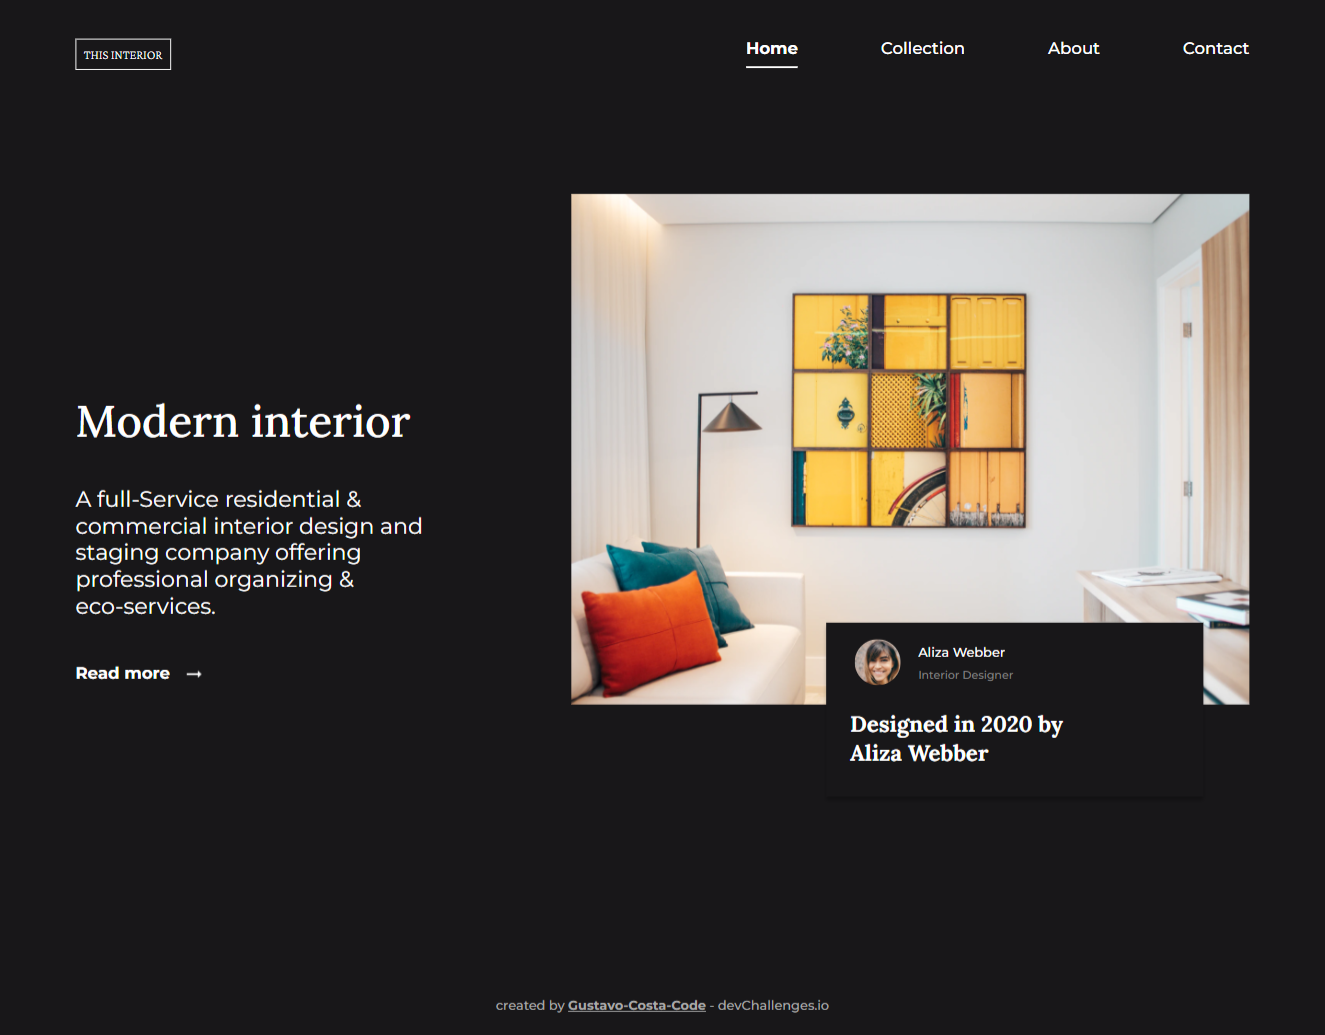 THIS INTERIOR
Home
Collection
About
Contact
Modern interior
A full-Service residential &
commercial interior design and
staging company offering
professional organizing &
eco-services.
Read more
Aliza Webber
Interior Designer
Designed in 2020 by
Aliza Webber
created by Gustavo-Costa-Code - devChallenges.io